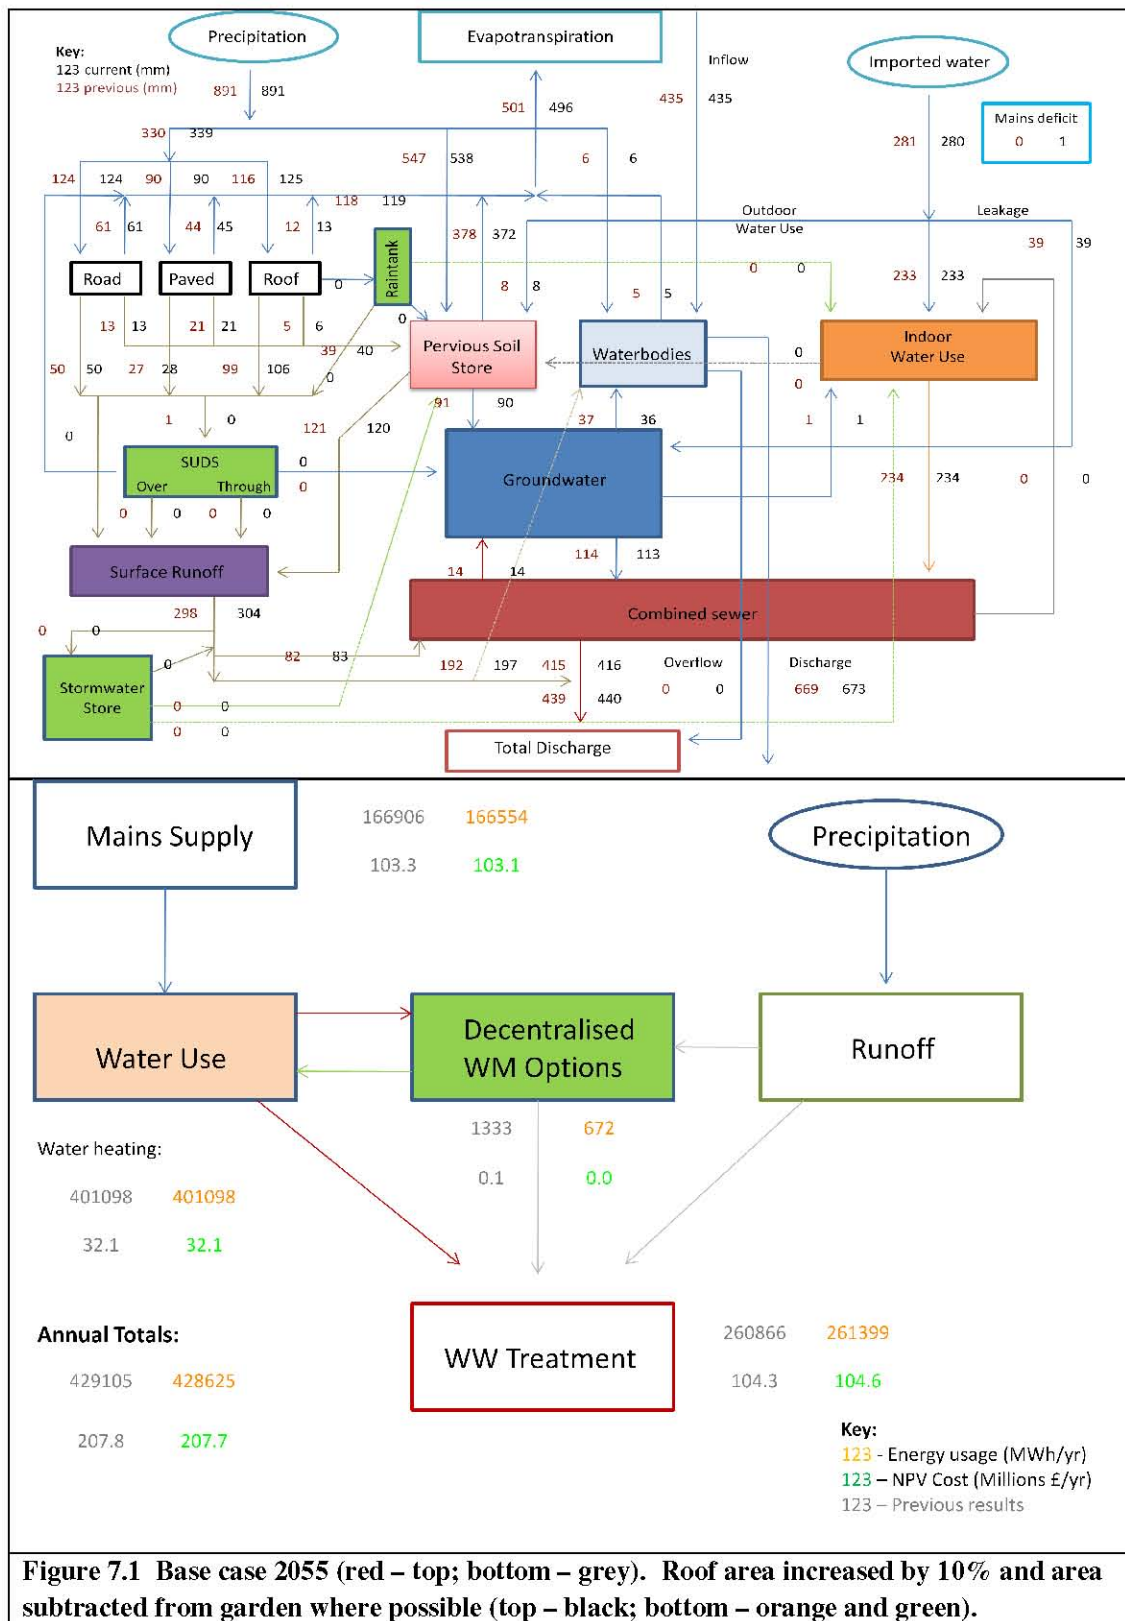 Precipitation
Evapotranspiration
Inflow
Imported water
Key:
123 current (mm)
123 previous (mm)
891 891
501 496
435 435
Mains deficit
0 1
330 339
547 538
6 6
281 280
124 124 90 90 116 125
118 119
Outdoor
Water Use
Leakage
61 61 44 45 12 13
378 372
39 39
Road
Paved
Roof
0
Raintank
8 8
5 5
0 0
233 233
13 13 21 21 5 6
0
39 40
Pervious Soil
Store
Waterbodies
0
0
Indoor
Water Use
50 50 27 28 99 106
0
91 90
37 36
1 1
0
1 0
121 120
SUDS
Over Through
0
0
Groundwater
234 234
0 0
0 0 0 0
Surface Runoff
14 14
114 113
298 304
Combined sewer
0 0
82 83
192 197
415 416
Overflow
Discharge
0
Stormwater
Store
0 0
0 0
439 440
0 0
669 673
Total Discharge
Mains Supply
166906 166554
103.3 103.1
Precipitation
Water Use
Decentralised
WM Options
Runoff
1333 672
0.1 0.0
Water heating:
401098 401098
32.1 32.1
Annual Totals:
429105 428625
207.8 207.7
WW Treatment
260866 261399
104.3 104.6
Key:
123 - Energy usage (MWh/yr)
123 – NPV Cost (Millions £/yr)
123 – Previous results
Figure 7.1 Base case 2055 (red – top; bottom – grey). Roof area increased by 10% and area
subtracted from garden where possible (top – black; bottom – orange and green).